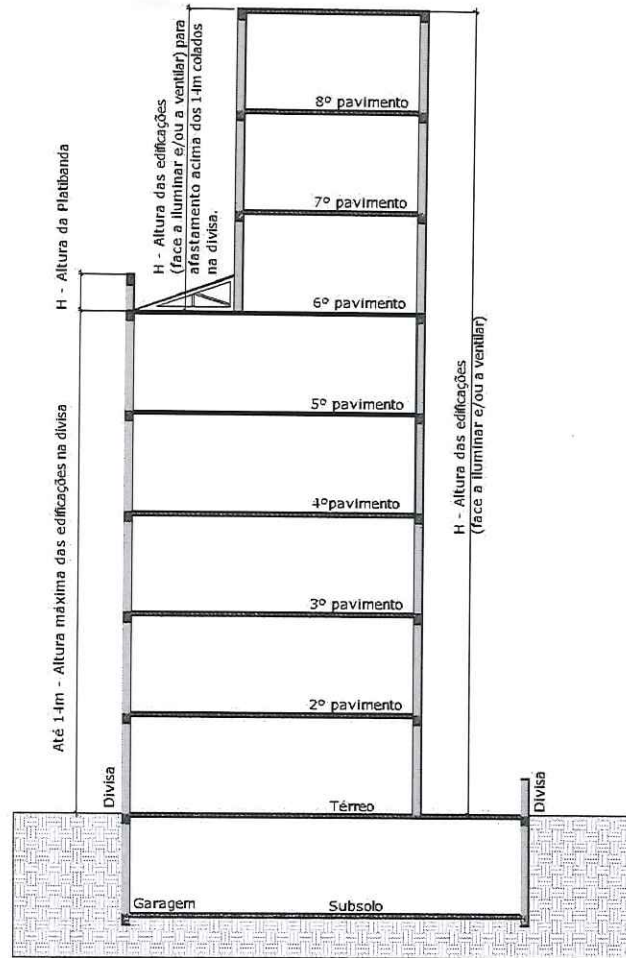 H - Altura da Platibanda
H - Altura das edificações
(face a iluminar e/ou a ventilar) para
afastamento acima dos 14m colados
na divisa.
8º pavimento
7º pavimento
6º pavimento
5º pavimento
4ºpavimento
3º pavimento
2º pavimento
Até 14m - Altura máxima das edificações na divisa
H - Altura das edificações
(face a iluminar e/ou a ventilar)
Divisa
Térreo
Divisa
Garagem
Subsolo